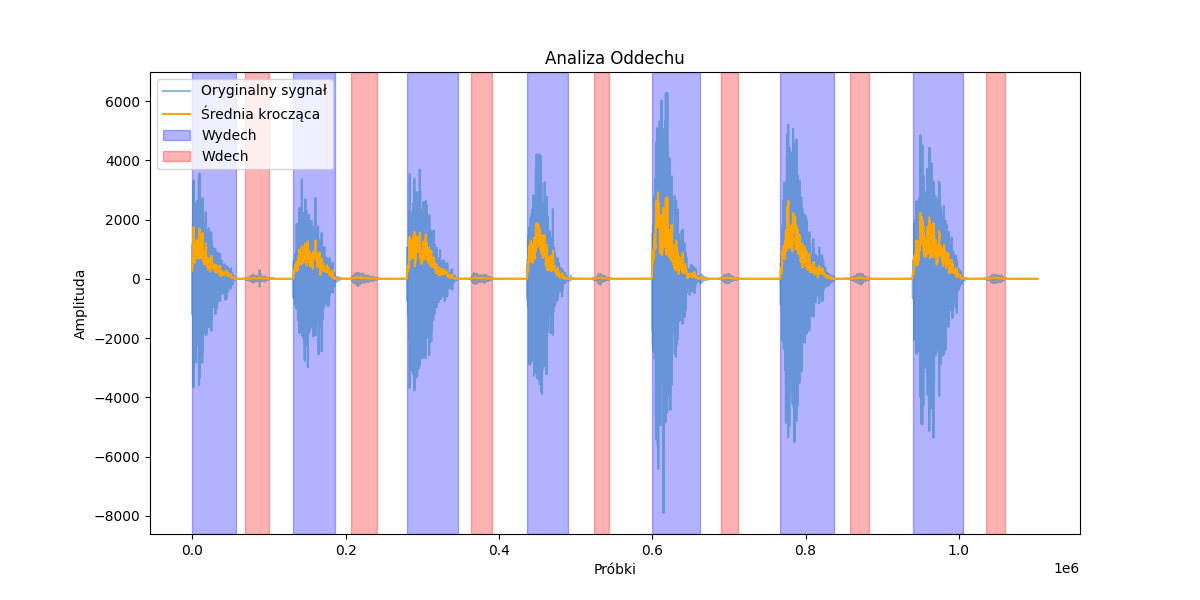 Analiza Oddechu
Oryginalny sygnał
Średnia krocząca
Wydech
Wdech
Amplituda
6000
4000
2000
0
−2000
−4000
−6000
−8000
0.0 0.2 0.4 0.6 0.8 1.0
1e6
Próbki